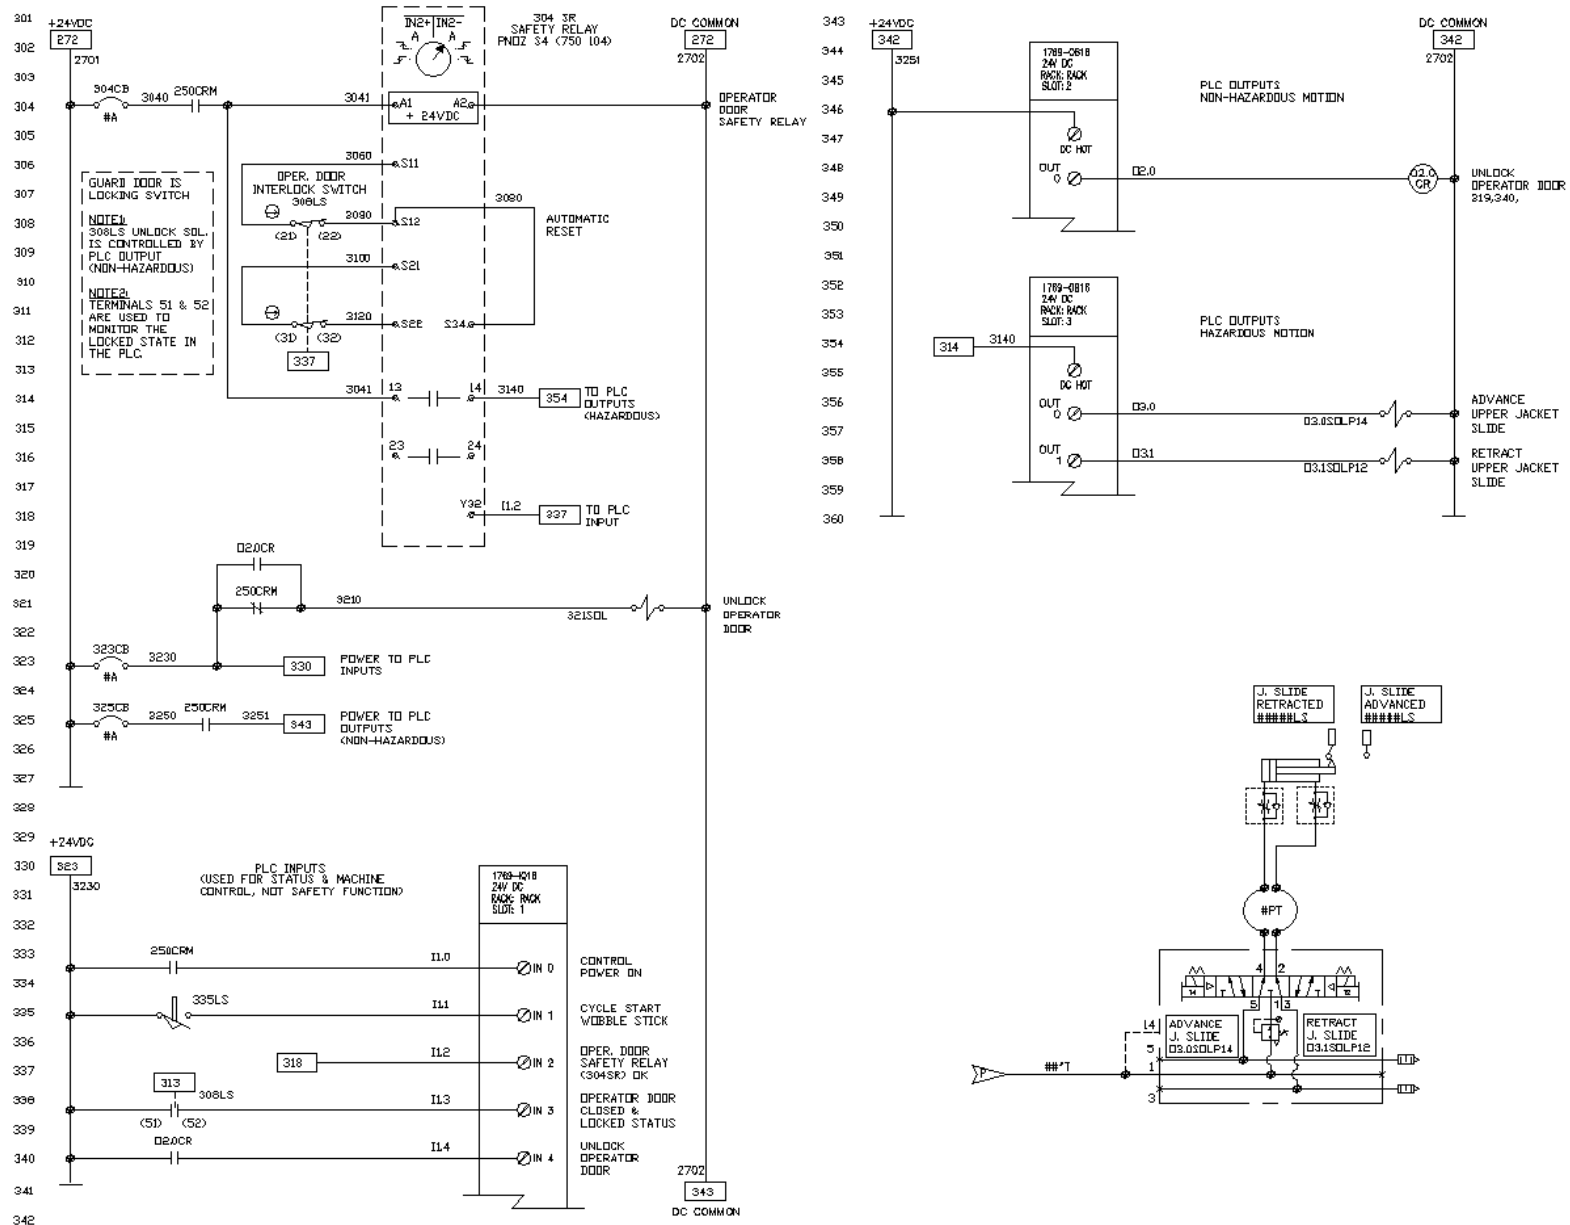 301
302
303
304
305
306
307
308
309
310
311
312
313
314
315
316
317
318
319
320
321
322
323
324
325
326
327
328
329
330
331
332
333
334
335
336
337
338
339
340
341
342
+24VDC
272
2701
304CB
#A
3040
250CRM
3041
IN2+ IN2-
A A
304 SR
SAFETY RELAY
PNOZ S4 (750 104)
DC COMMON
272
2702
A1 A2
+ 24VDC
OPERATOR
DOOR
SAFETY RELAY
GUARD DOOR IS
LOCKING SWITCH
NOTE1:
308LS UNLOCK SOL.
IS CONTROLLED BY
PLC OUTPUT
(NON-HAZARDOUS)
NOTE2:
TERMINALS 51 & 52
ARE USED TO
MONITOR THE
LOCKED STATE IN
THE PLC.
3060
S11
OPER. DOOR
INTERLOCK SWITCH
308LS
3080
(21) (22)
S12
3080
AUTOMATIC
RESET
3100
S21
3120
(31) (32)
S22 S34
337
3041
13 14
3140
354
TO PLC
OUTPUTS
(HAZARDOUS)
23 24
Y32
I1.2
337
TO PLC
INPUT
O2.0CR
250CRM
3210
321SOL
UNLOCK
OPERATOR
DOOR
323CB
#A
3230
330
POWER TO PLC
INPUTS
325CB
#A
3250
250CRM
3251
343
POWER TO PLC
OUTPUTS
(NON-HAZARDOUS)
+24VDC
323
3230
PLC INPUTS
(USED FOR STATUS & MACHINE
CONTROL, NOT SAFETY FUNCTION)
1769-IQ16
24V DC
RACK: RACK
SLOT: 1
250CRM
I1.0
IN 0
CONTROL
POWER ON
335LS
I1.1
IN 1
CYCLE START
WOBBLE STICK
318
I1.2
IN 2
OPER. DOOR
SAFETY RELAY
(304SR) OK
313
308LS
(51) (52)
I1.3
IN 3
OPERATOR DOOR
CLOSED &
LOCKED STATUS
O2.0CR
I1.4
IN 4
UNLOCK
OPERATOR
DOOR
2702
343
DC COMMON
343
344
345
346
347
348
349
350
351
352
353
354
355
356
357
358
359
360
+24VDC
342
3251
1769-OB16
24V DC
RACK: RACK
SLOT: 2
PLC OUTPUTS
NON-HAZARDOUS MOTION
DC COMMON
342
2702
DC HOT
OUT
0
O2.0
O2.0
CR
UNLOCK
OPERATOR DOOR
319,340,
1769-OB16
24V DC
RACK: RACK
SLOT: 3
PLC OUTPUTS
HAZARDOUS MOTION
314
3140
DC HOT
OUT
0
O3.0
O3.0SOLP14
ADVANCE
UPPER JACKET
SLIDE
OUT
1
O3.1
O3.1SOLP12
RETRACT
UPPER JACKET
SLIDE
J. SLIDE
RETRACTED
#####LS
J. SLIDE
ADVANCED
#####LS
#PT
4 2
14 12
5 1 3
14
ADVANCE
J. SLIDE
O3.0SOLP14
RETRACT
J. SLIDE
O3.1SOLP12
5
P
##"T
1
3